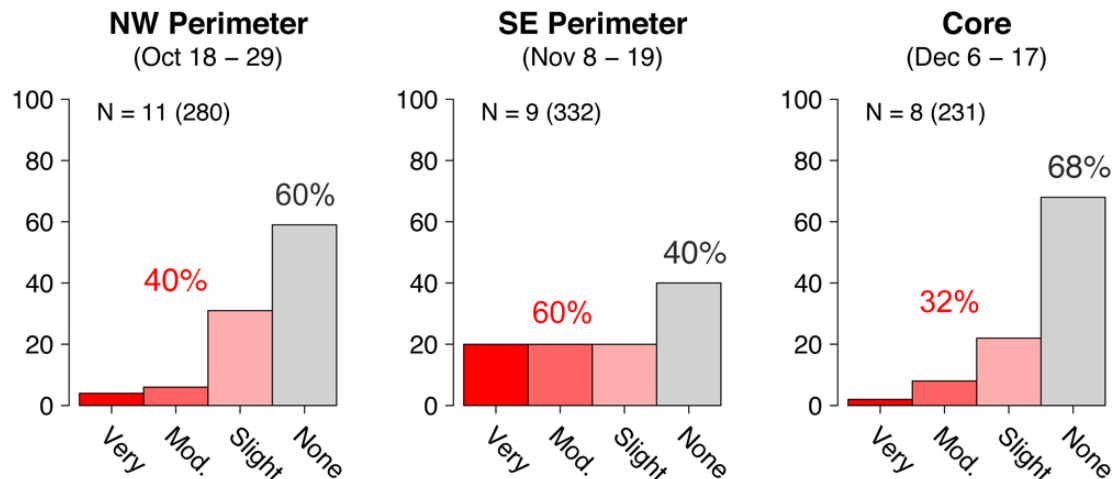 NW Perimeter
(Oct 18 – 29)
N = 11 (280)
100
80
60
40
20
0
40%
60%
Very
Mod.
Slight
None
SE Perimeter
(Nov 8 – 19)
N = 9 (332)
100
80
60
40
20
0
60%
40%
Very
Mod.
Slight
None
Core
(Dec 6 – 17)
N = 8 (231)
100
80
60
40
20
0
32%
68%
Very
Mod.
Slight
None